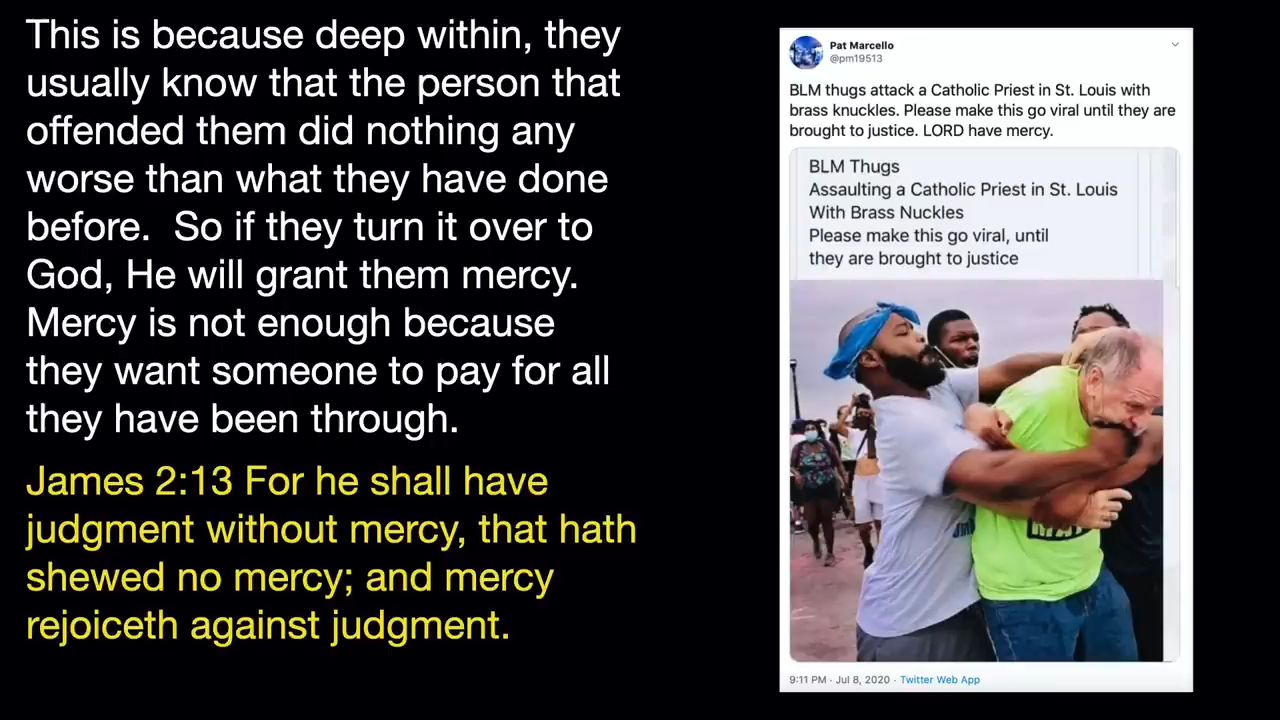 This is because deep within, they
usually know that the person that
offended them did nothing any
worse than what they have done
before.  So if they turn it over to
God, He will grant them mercy.
Mercy is not enough because
they want someone to pay for all
they have been through.
James 2:13 For he shall have
judgment without mercy, that hath
shewed no mercy; and mercy
rejoiceth against judgment.
Pat Marcello
@pm19513
BLM thugs attack a Catholic Priest in St. Louis with
brass knuckles. Please make this go viral until they are
brought to justice. LORD have mercy.
BLM Thugs
Assaulting a Catholic Priest in St. Louis
With Brass Nuckles
Please make this go viral, until
they are brought to justice
9:11 PM · Jul 8, 2020 · Twitter Web App